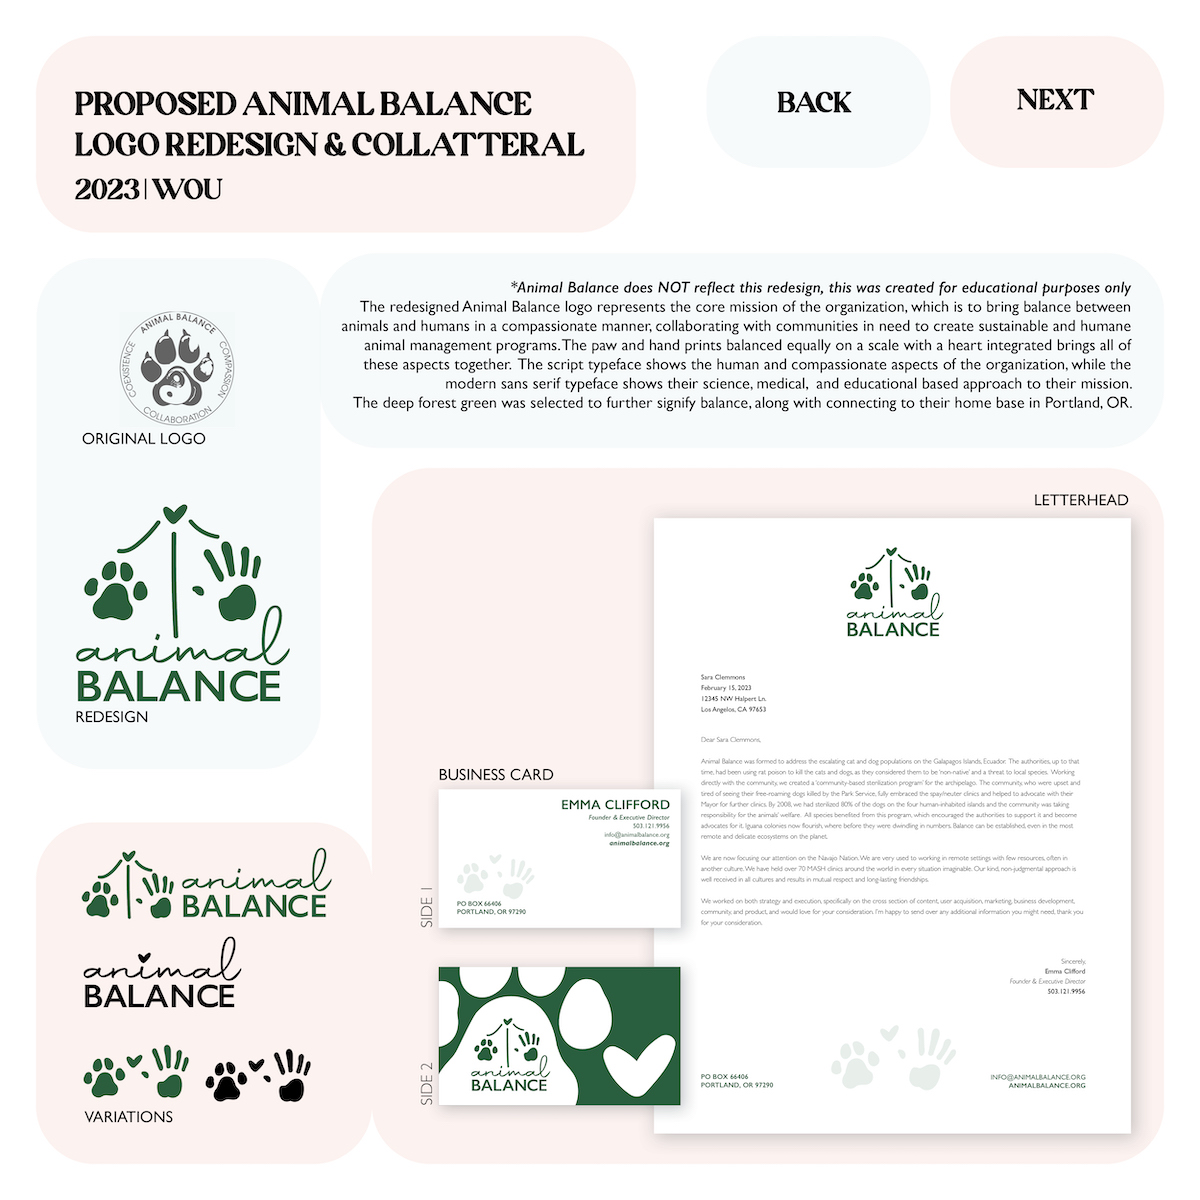 PROPOSED ANIMAL BALANCE
LOGO REDESIGN & COLLATTERAL
2023 | WOU
BACK
NEXT
*Animal Balance does NOT reflect this redesign, this was created for educational purposes only
The redesigned Animal Balance logo represents the core mission of the organization, which is to bring balance between
animals and humans in a compassionate manner, collaborating with communities in need to create sustainable and humane
animal management programs. The paw and hand prints balanced equally on a scale with a heart integrated brings all of
these aspects together. The script typeface shows the human and compassionate aspects of the organization, while the
modern sans serif typeface shows their science, medical, and educational based approach to their mission.
The deep forest green was selected to further signify balance, along with connecting to their home base in Portland, OR.
ANIMAL BALANCE
COEXISTENCE
COMPASSION
COLLABORATION
ORIGINAL LOGO
animal
BALANCE
REDESIGN
animal
BALANCE
animal
BALANCE
VARIATIONS
BUSINESS CARD
EMMA CLIFFORD
Founder & Executive Director
503.121.9956
info@animalbalance.org
animalbalance.org
PO BOX 66406
PORTLAND, OR 97290
SIDE 1
animal
BALANCE
SIDE 2
LETTERHEAD
animal
BALANCE
Sara Clemmons
February 15, 2023
12345 NW Halpert Ln.
Los Angelos, CA 97653
Dear Sara Clemmons,
Animal Balance was formed to address the escalating cat and dog populations on the Galapagos Islands, Ecuador. The authorities, up to that
time, had been using rat poison to kill the cats and dogs, as they considered them to be 'non-native' and a threat to local species. Working
directly with the community, we created a 'community-based sterilization program' for the archipelago. The community, who were upset and
tired of seeing their free-roaming dogs killed by the Park Service, fully embraced the spay/neuter clinics and helped to advocate with their
Mayor for further clinics. By 2008, we had sterilized 80% of the dogs on the four human-inhabited islands and the community was taking
responsibility for the animals' welfare. All species benefited from this program, which encouraged the authorities to support it and become
advocates for it. Iguana colonies now flourish, where before they were dwindling in numbers. Balance can be established, even in the most
remote and delicate ecosystems on the planet.
We are now focusing our attention on the Navajo Nation. We are very used to working in remote settings with few resources, often in
another culture. We have held over 70 MASH clinics around the world in every situation imaginable. Our kind, non-judgmental approach is
well received in all cultures and results in mutual respect and long-lasting friendships.
We worked on both strategy and execution, specifically on the cross section of content, user acquisition, marketing, business development,
community, and product, and would love for your consideration. I'm happy to send over any additional information you might need, thank you
for your consideration.
Sincerely,
Emma Clifford
Founder & Executive Director
503.121.9956
PO BOX 66406
PORTLAND, OR 97290
INFO@ANIMALBALANCE.ORG
ANIMALBALANCE.ORG